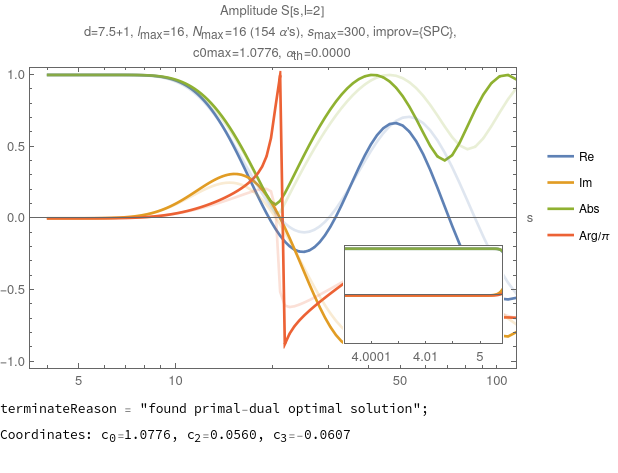 Amplitude S[s,l=2]
d=7.5+1, lmax=16, Nmax=16 (154 α's), smax=300, improv={SPC},
c0max=1.0776, αth=0.0000
1.0
0.5
0.0
−0.5
−1.0
5
10
50
100
s
4.0001
4.01
5
Re
Im
Abs
Arg/π
terminateReason = "found primal-dual optimal solution";
Coordinates: c0=1.0776, c2=0.0560, c3=−0.0607